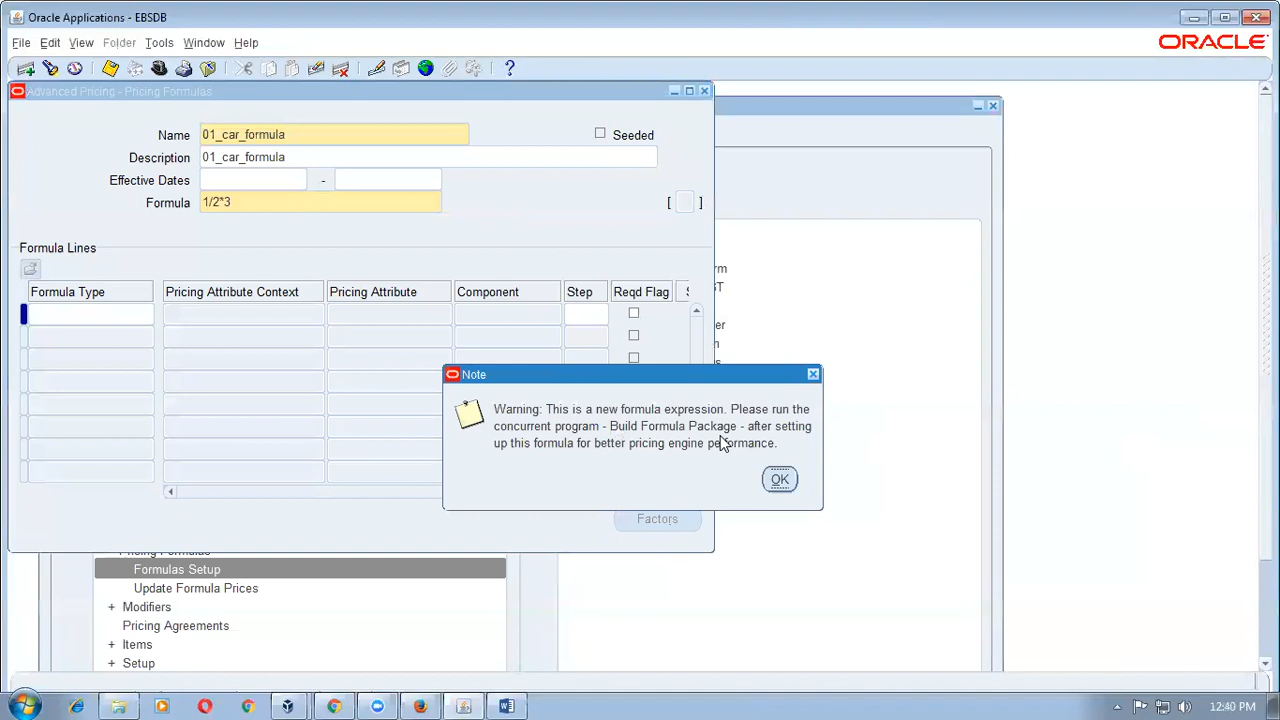 Oracle Applications - EBSDB
File Edit View Folder Tools Window Help
ORACLE
Advanced Pricing - Pricing Formulas
Name 01_car_formula Seeded
Description 01_car_formula
Effective Dates -
Formula 1/2*3 [ ]
Formula Lines
Formula Type Pricing Attribute Context Pricing Attribute Component Step Reqd Flag
Note
Warning: This is a new formula expression. Please run the
concurrent program - Build Formula Package - after setting
up this formula for better pricing engine performance.
OK
Factors
Formulas Setup
Update Formula Prices
+ Modifiers
Pricing Agreements
+ Items
+ Setup
12:40 PM